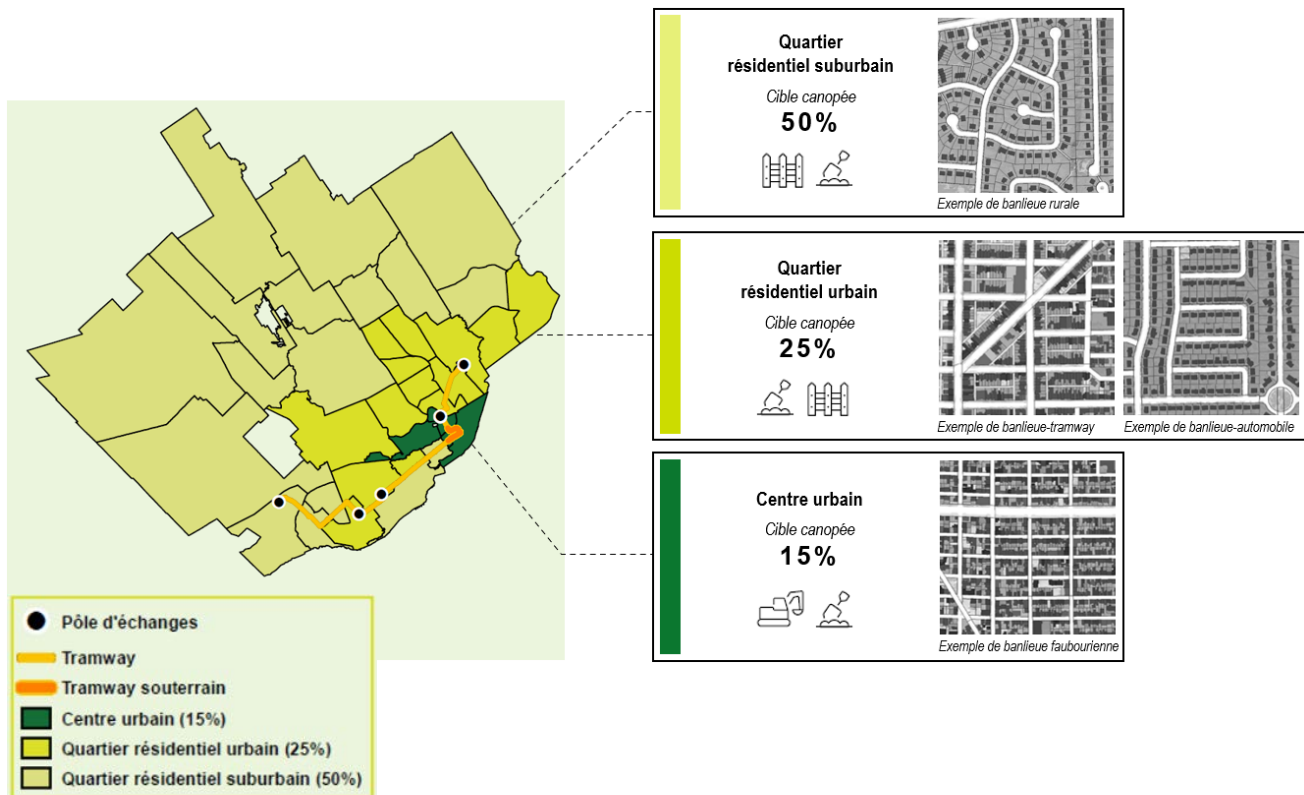 Quartier
résidentiel suburbain
Cible canopée
50%
Exemple de banlieue rurale
Quartier
résidentiel urbain
Cible canopée
25%
Exemple de banlieue-tramway
Exemple de banlieue-automobile
Centre urbain
Cible canopée
15%
Exemple de banlieue faubourienne
Pôle d'échanges
Tramway
Tramway souterrain
Centre urbain (15%)
Quartier résidentiel urbain (25%)
Quartier résidentiel suburbain (50%)